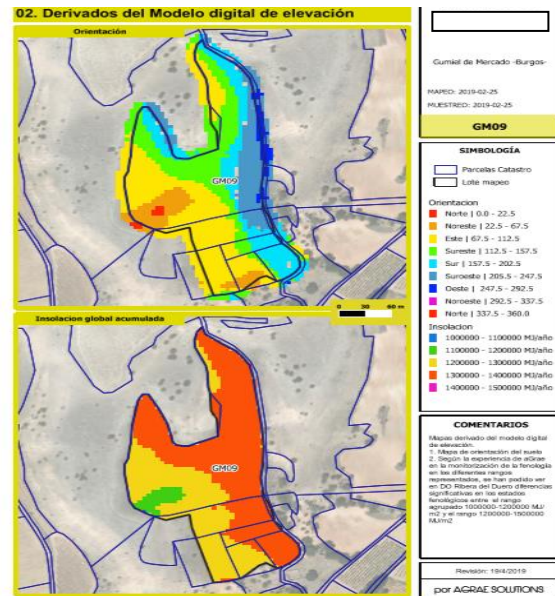 02. Derivados del Modelo digital de elevación
Orientación
GM09
0 30 60 m
Insolacion global acumulada
GM09
Gumiel de Mercado -Burgos-
MAPEO: 2019-02-25
MUESTREO: 2019-02-25
GM09
SIMBOLOGÍA
Parcelas Catastro
Lote mapeo
Orientacion
Norte | 0.0 - 22.5
Noreste | 22.5 - 67.5
Este | 67.5 - 112.5
Sureste | 112.5 - 157.5
Sur | 157.5 - 202.5
Suroeste | 205.5 - 247.5
Oeste | 247.5 - 292.5
Noroeste | 292.5 - 337.5
Norte | 337.5 - 360.0
Insolacion
1000000 - 1100000 MJ/año
1100000 - 1200000 MJ/año
1200000 - 1300000 MJ/año
1300000 - 1400000 MJ/año
1400000 - 1500000 MJ/año
COMENTARIOS
Mapas derivado del modelo digital
de elevación.
1. Mapa de orientación del suelo
2. Según la experiencia de aGrae
en la monitorización de la fenología
en los diferentes rangos
representados, se han podido ver
en DO Ribera del Duero diferencias
significativas en los estados
fenológicos entre el rango
agrupado 1000000-1200000 MJ/
m2 y el rango 1200000-1500000
MJ/m2
Revisión: 19/4/2019
por AGRAE SOLUTIONS